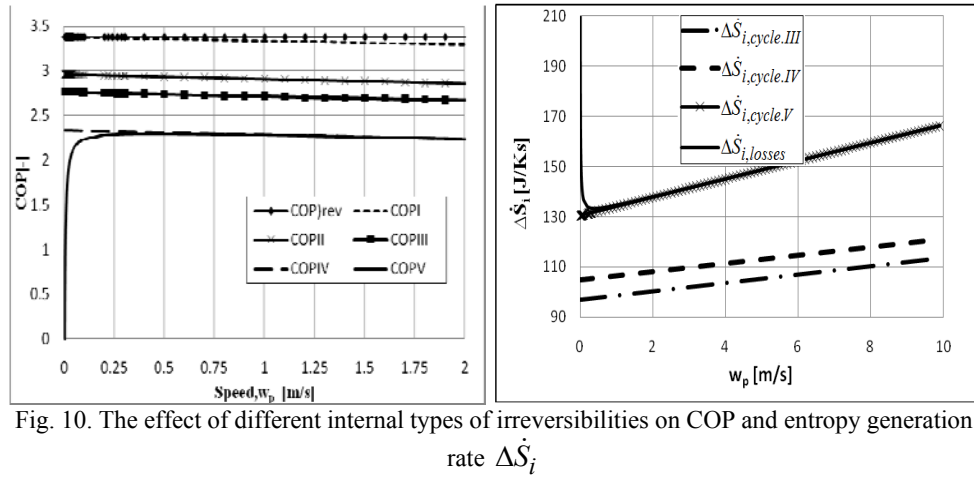 3.5
3
2.5
2
1.5
1
0.5
0
COP[-]
COP)rev COPI
COPII COPIII
COPIV COPV
0 0.25 0.5 0.75 1 1.25 1.5 1.75 2
Speed,wp [m/s]
210
190
170
150
130
110
90
ΔṠi [J/Ks]
ΔṠi,cycle.III
ΔṠi,cycle.IV
ΔṠi,cycle.V
ΔṠi,losses
0 2 4 6 8 10
wp [m/s]
Fig. 10. The effect of different internal types of irreversibilities on COP and entropy generation
rate ΔṠi